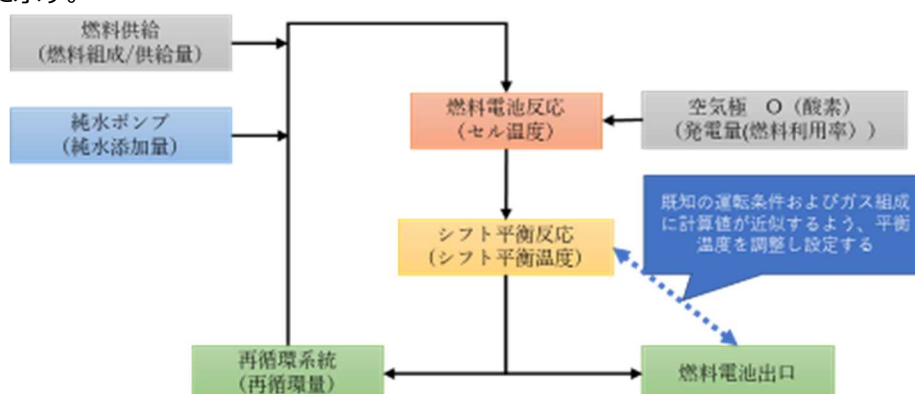 燃料供給
(燃料組成/供給量)
純水ポンプ
(純水添加量)
燃料電池反応
(セル温度)
空気極 O(酸素)
(発電量(燃料利用率))
既知の運転条件およびガス組成
に計算値が近似するよう、平衡
温度を調整し設定する
シフト平衡反応
(シフト平衡温度)
再循環系統
(再循環量)
燃料電池出口